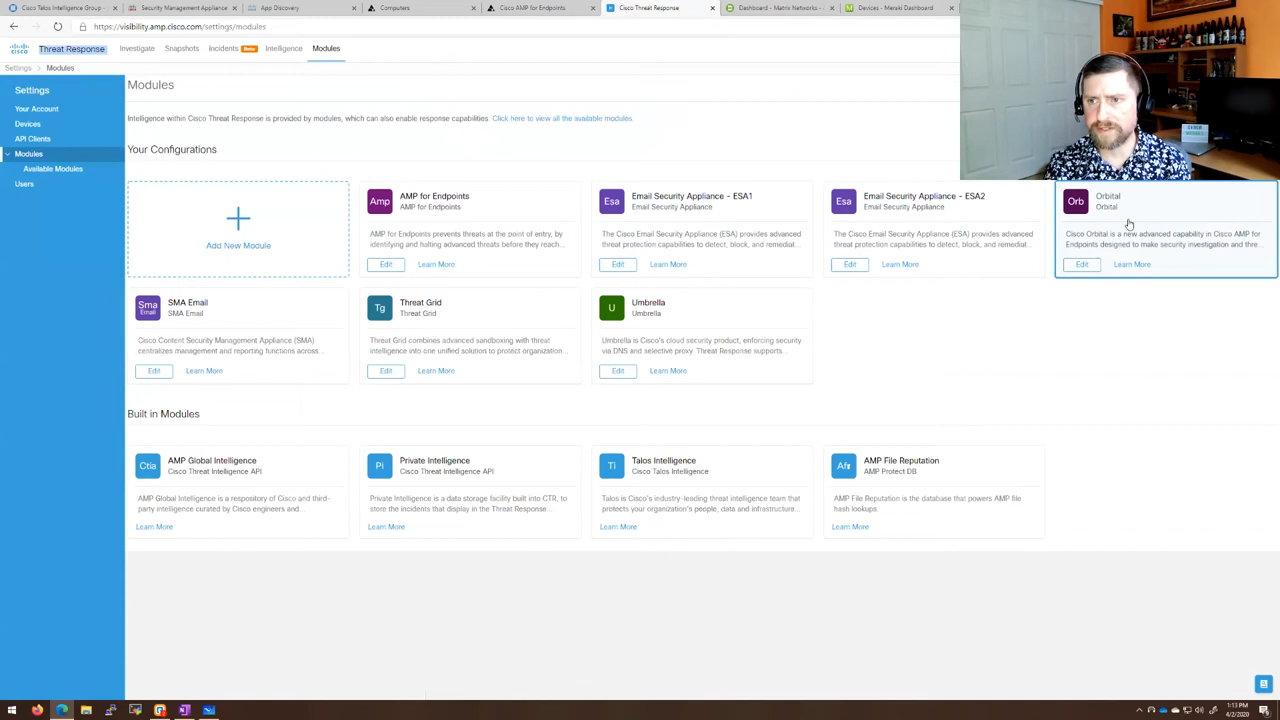 Cisco Talos Intelligence Group -
Security Management Appliance
App Discovery
Computers
Cisco AMP for Endpoints
Cisco Threat Response
Dashboard - Matrix Networks -
Devices - Meraki Dashboard
https://visibility.amp.cisco.com/settings/modules
cisco
Threat Response
Investigate
Snapshots
Incidents Beta
Intelligence
Modules
Settings > Modules
Settings
Your Account
Devices
API Clients
Modules
Available Modules
Users
Modules
Intelligence within Cisco Threat Response is provided by modules, which can also enable response capabilities. Click here to view all the available modules.
Your Configurations
Add New Module
Amp
AMP for Endpoints
AMP for Endpoints
AMP for Endpoints prevents threats at the point of entry, by
identifying and halting advanced threats before they reach...
Edit Learn More
Esa
Email Security Appliance - ESA1
Email Security Appliance
The Cisco Email Security Appliance (ESA) provides advanced
threat protection capabilities to detect, block, and remediat...
Edit Learn More
Esa
Email Security Appliance - ESA2
Email Security Appliance
The Cisco Email Security Appliance (ESA) provides advanced
threat protection capabilities to detect, block, and remediat...
Edit Learn More
Orb
Orbital
Orbital
Cisco Orbital is a new advanced capability in Cisco AMP for
Endpoints designed to make security investigation and thre...
Edit Learn More
Sma
Email
SMA Email
SMA Email
Cisco Content Security Management Appliance (SMA)
centralizes management and reporting functions across...
Edit Learn More
Tg
Threat Grid
Threat Grid
Threat Grid combines advanced sandboxing with threat
intelligence into one unified solution to protect organization...
Edit Learn More
U
Umbrella
Umbrella
Umbrella is Cisco's cloud security product, enforcing security
via DNS and selective proxy. Threat Response supports...
Edit Learn More
Built in Modules
Ctia
AMP Global Intelligence
Cisco Threat Intelligence API
AMP Global Intelligence is a respository of Cisco and third-
party intelligence curated by Cisco engineers and...
Learn More
Pi
Private Intelligence
Cisco Threat Intelligence API
Private Intelligence is a data storage facility built into CTR, to
store the incidents that display in the Threat Response...
Learn More
Ti
Talos Intelligence
Cisco Talos Intelligence
Talos is Cisco's industry-leading threat intelligence team that
protects your organization's people, data and infrastructure...
Learn More
Afr
AMP File Reputation
AMP Protect DB
AMP File Reputation is the database that powers AMP file
hash lookups.
Learn More
1:13 PM
4/2/2020